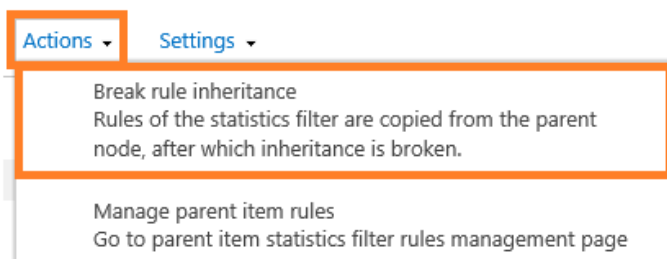 Actions Settings
Break rule inheritance
Rules of the statistics filter are copied from the parent
node, after which inheritance is broken.
Manage parent item rules
Go to parent item statistics filter rules management page